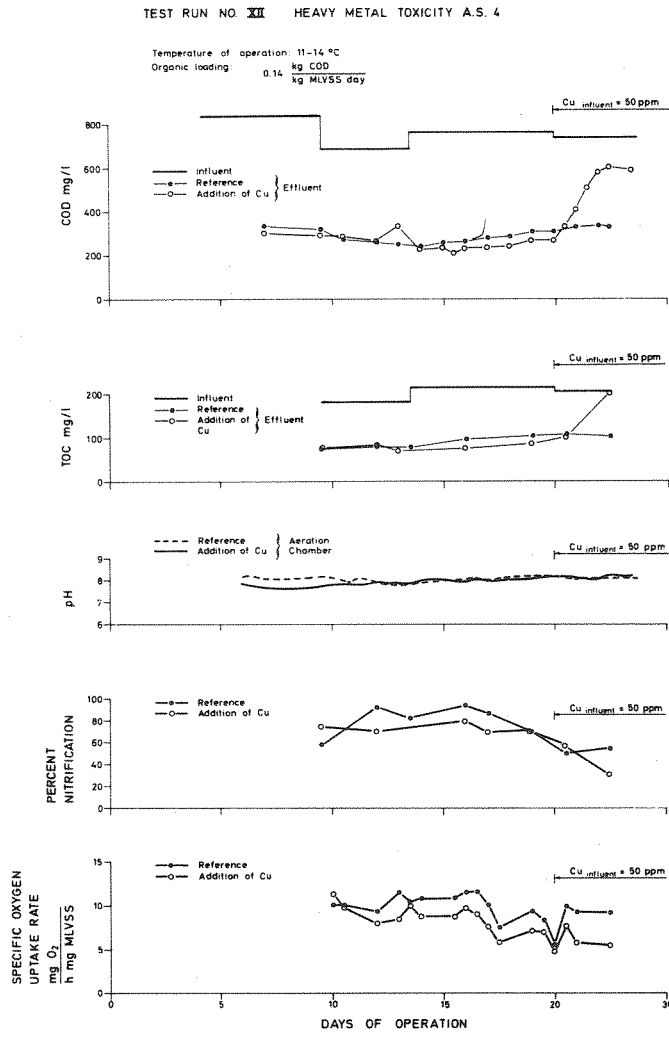 TEST RUN NO. XII HEAVY METAL TOXICITY A.S. 4
Temperature of operation: 11-14 °C
Organic loading: 0.14 kg COD
kg MLVSS day
Cu influent = 50 ppm
800
600
400
200
0
COD mg/l
Influent
Reference
Addition of Cu
Effluent
Cu influent = 50 ppm
200
100
0
TOC mg/l
Influent
Reference
Addition of
Cu
Effluent
Cu influent = 50 ppm
9
8
7
6
pH
Reference
Addition of Cu
Aeration
Chamber
Cu influent = 50 ppm
100
80
60
40
20
0
PERCENT
NITRIFICATION
Reference
Addition of Cu
Cu influent = 50 ppm
15
10
5
0
SPECIFIC OXYGEN
UPTAKE RATE
mg O2
h mg MLVSS
Reference
Addition of Cu
0 5 10 15 20 25 30
DAYS OF OPERATION